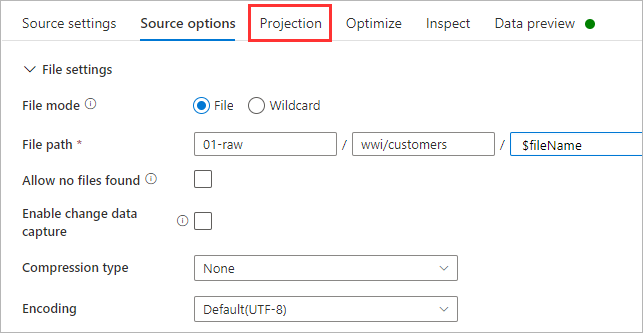 Source settings Source options Projection Optimize Inspect Data preview
File settings
File mode File Wildcard
File path * 01-raw / wwi/customers / $fileName
Allow no files found
Enable change data
capture
Compression type None
Encoding Default(UTF-8)